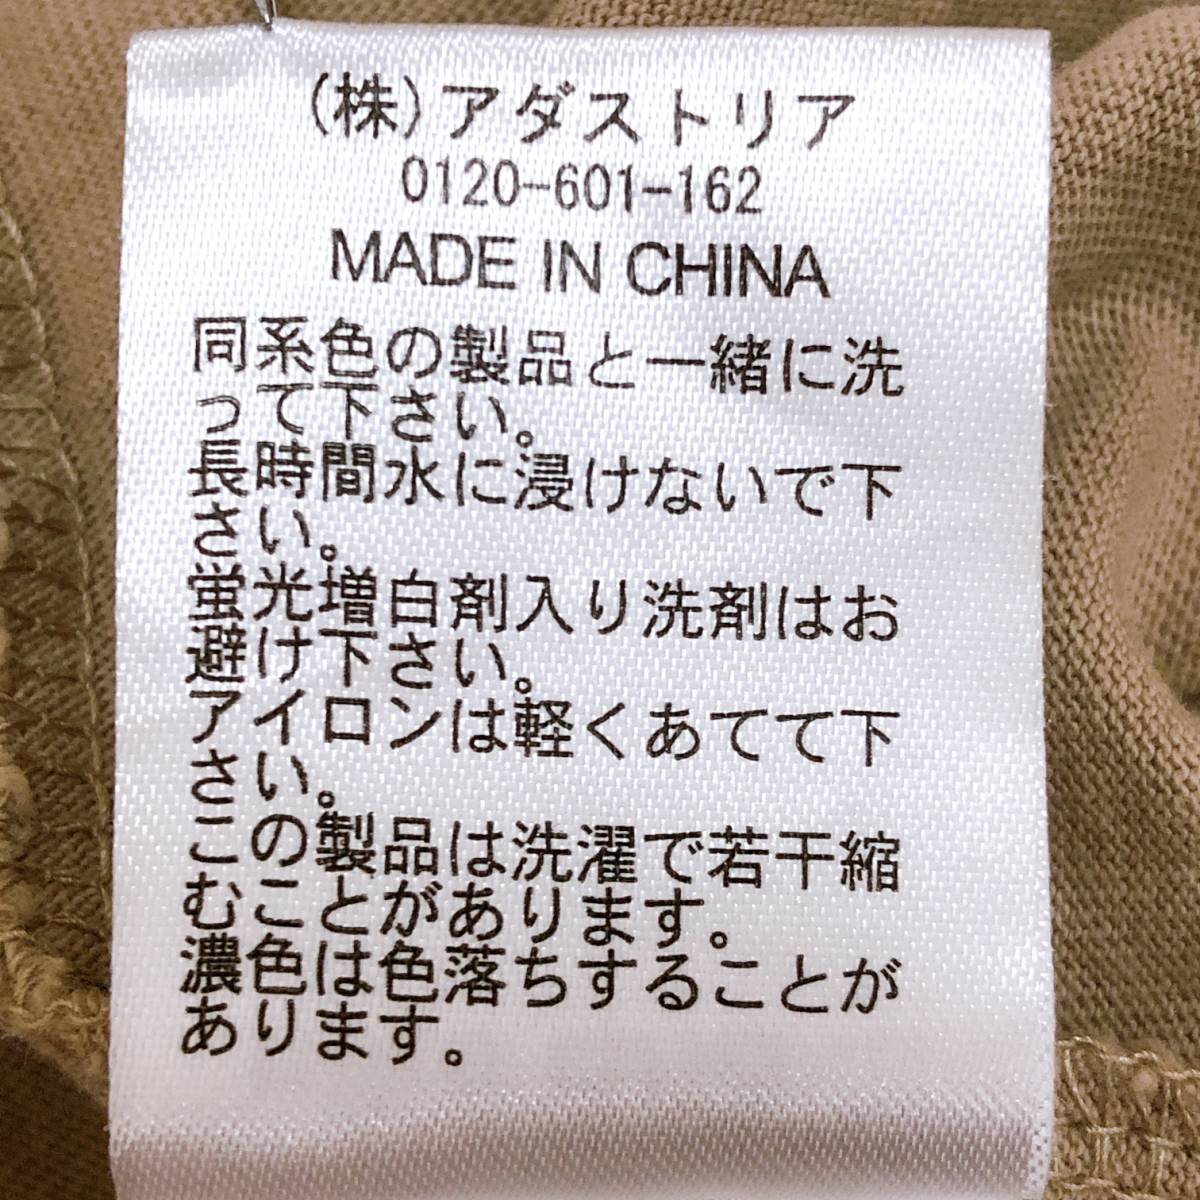 (株)アダストリア
0120-601-162
MADE IN CHINA
同系色の製品と一緒に洗
って下さい。
長時間水に浸けないで下
さい。
蛍光増白剤入り洗剤はお
避け下さい。
アイロンは軽くあてて下
さい。
この製品は洗濯で若干縮
むことがあります。
濃色は色落ちすることが
あります。